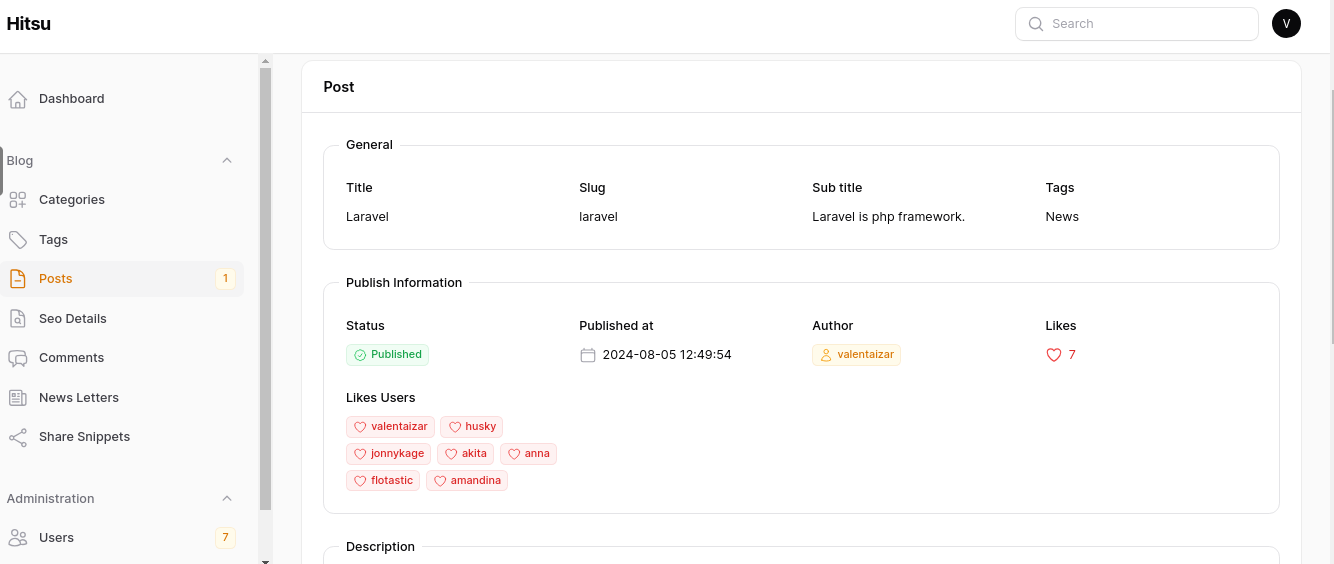 Hitsu
Search
V
Dashboard
Blog
Categories
Tags
Posts 1
Seo Details
Comments
News Letters
Share Snippets
Administration
Users 7
Post
General
Title Slug Sub title Tags
Laravel laravel Laravel is php framework. News
Publish Information
Status Published at Author Likes
Published 2024-08-05 12:49:54 valentaizar 7
Likes Users
valentaizar husky
jonnykage akita anna
flotastic amandina
Description